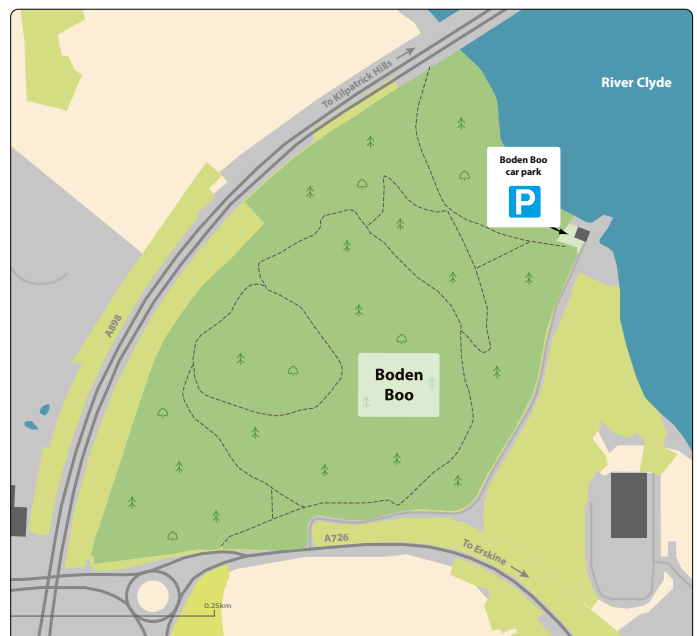 To Kilpatrick Hills
River Clyde
Boden Boo
car park
P
A898
Boden
Boo
A726
To Erskine
0.25km